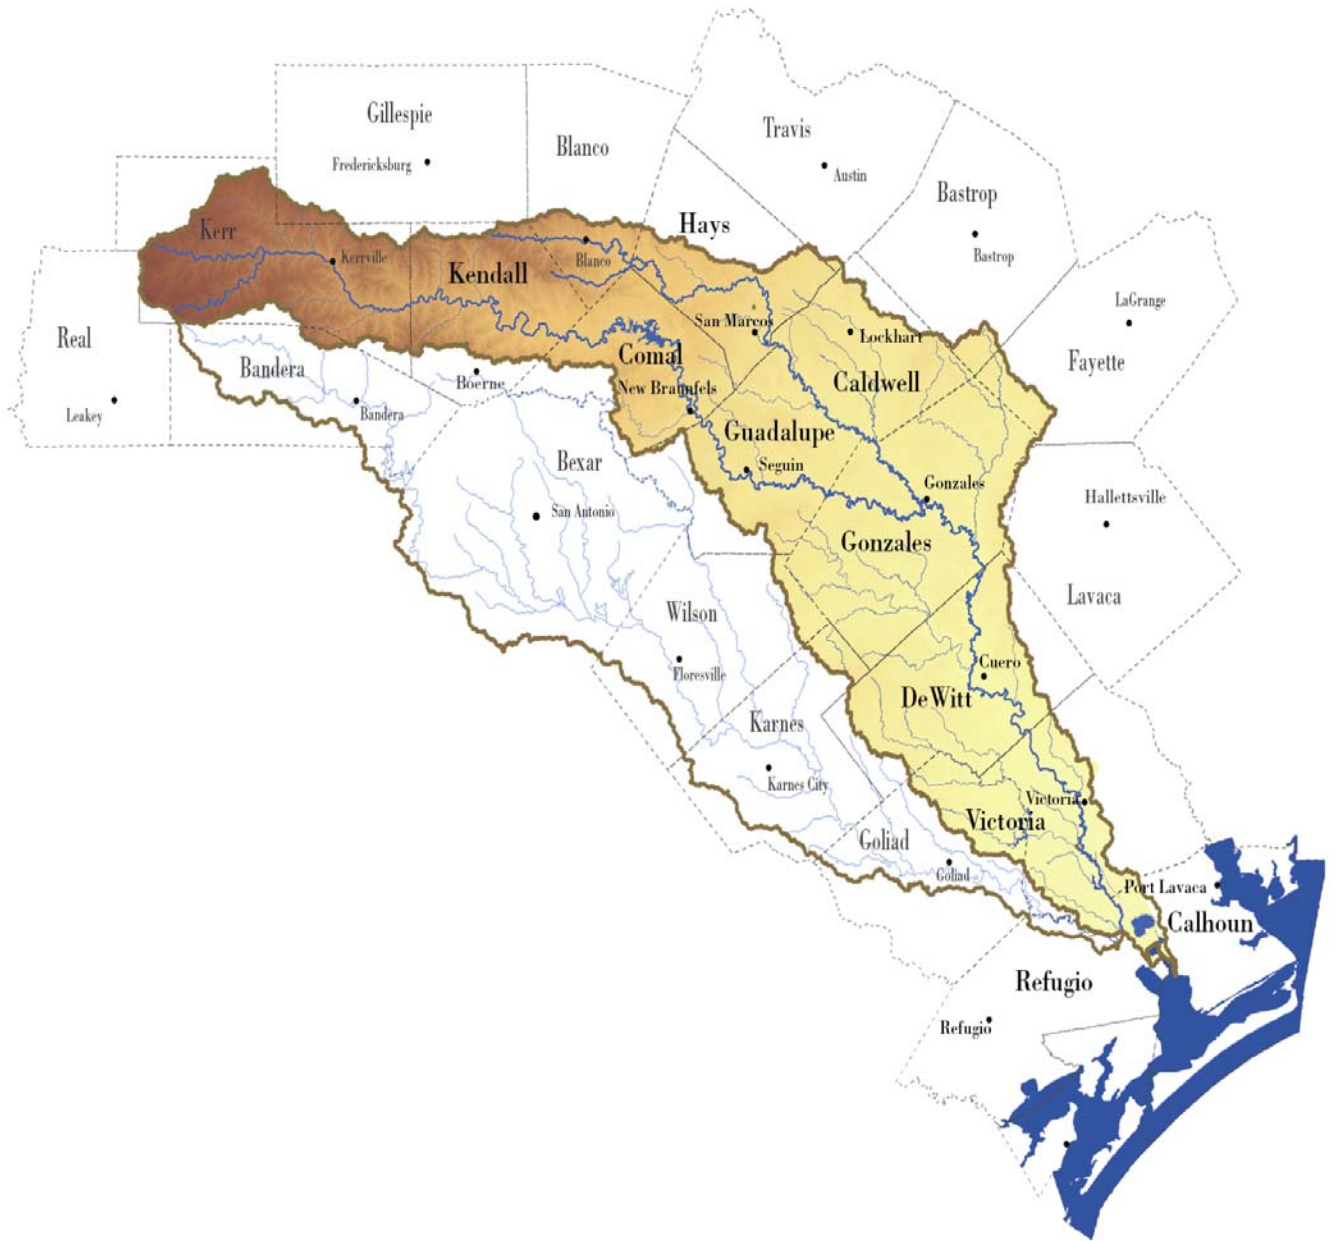 Gillespie
Fredericksburg
Blanco
Travis
Austin
Bastrop
Bastrop
Hays
Kerr
Kerrville
Kendall
Blanco
LaGrange
Fayette
Real
Leakey
Bandera
Bandera
Boerne
San Marcos
Lockhart
Comal
New Braunfels
Caldwell
Guadalupe
Seguin
Bexar
San Antonio
Gonzales
Gonzales
Hallettsville
Lavaca
Wilson
Floresville
Cuero
DeWitt
Karnes
Karnes City
Victoria
Victoria
Goliad
Goliad
Port Lavaca
Calhoun
Refugio
Refugio